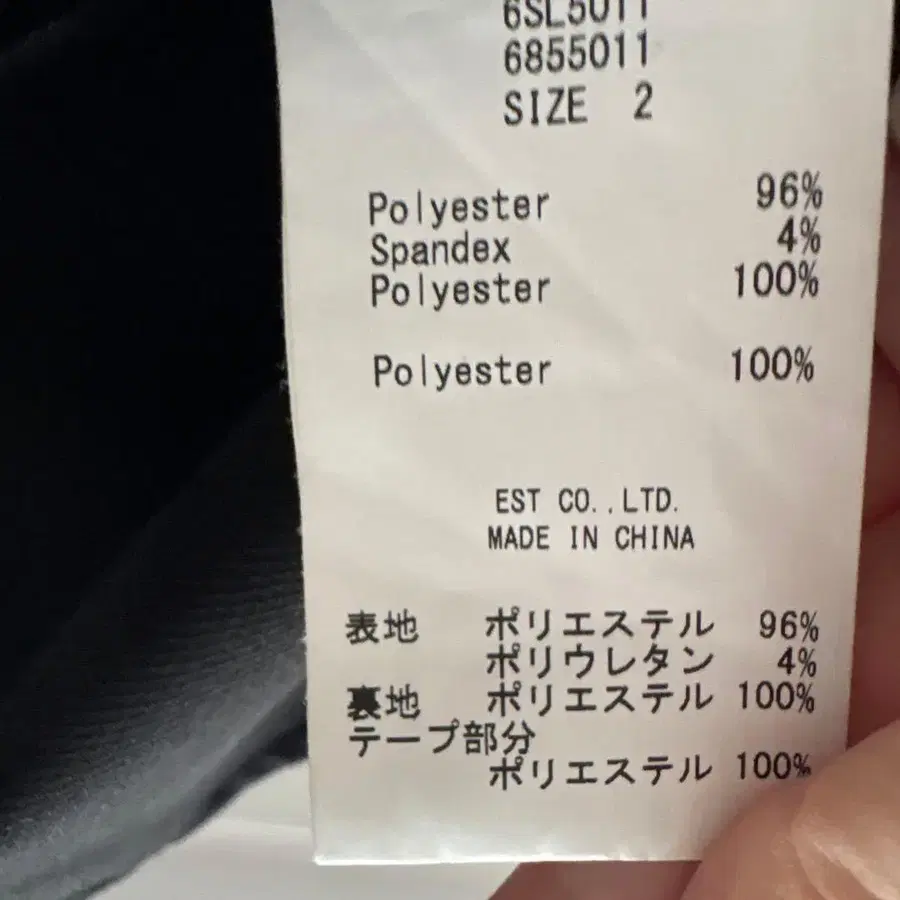 6SL5011
6855011
SIZE 2
Polyester 96%
Spandex 4%
Polyester 100%
Polyester 100%
EST CO.,LTD.
MADE IN CHINA
表地 ポリエステル 96%
ポリウレタン 4%
裏地 ポリエステル 100%
テープ部分
ポリエステル 100%